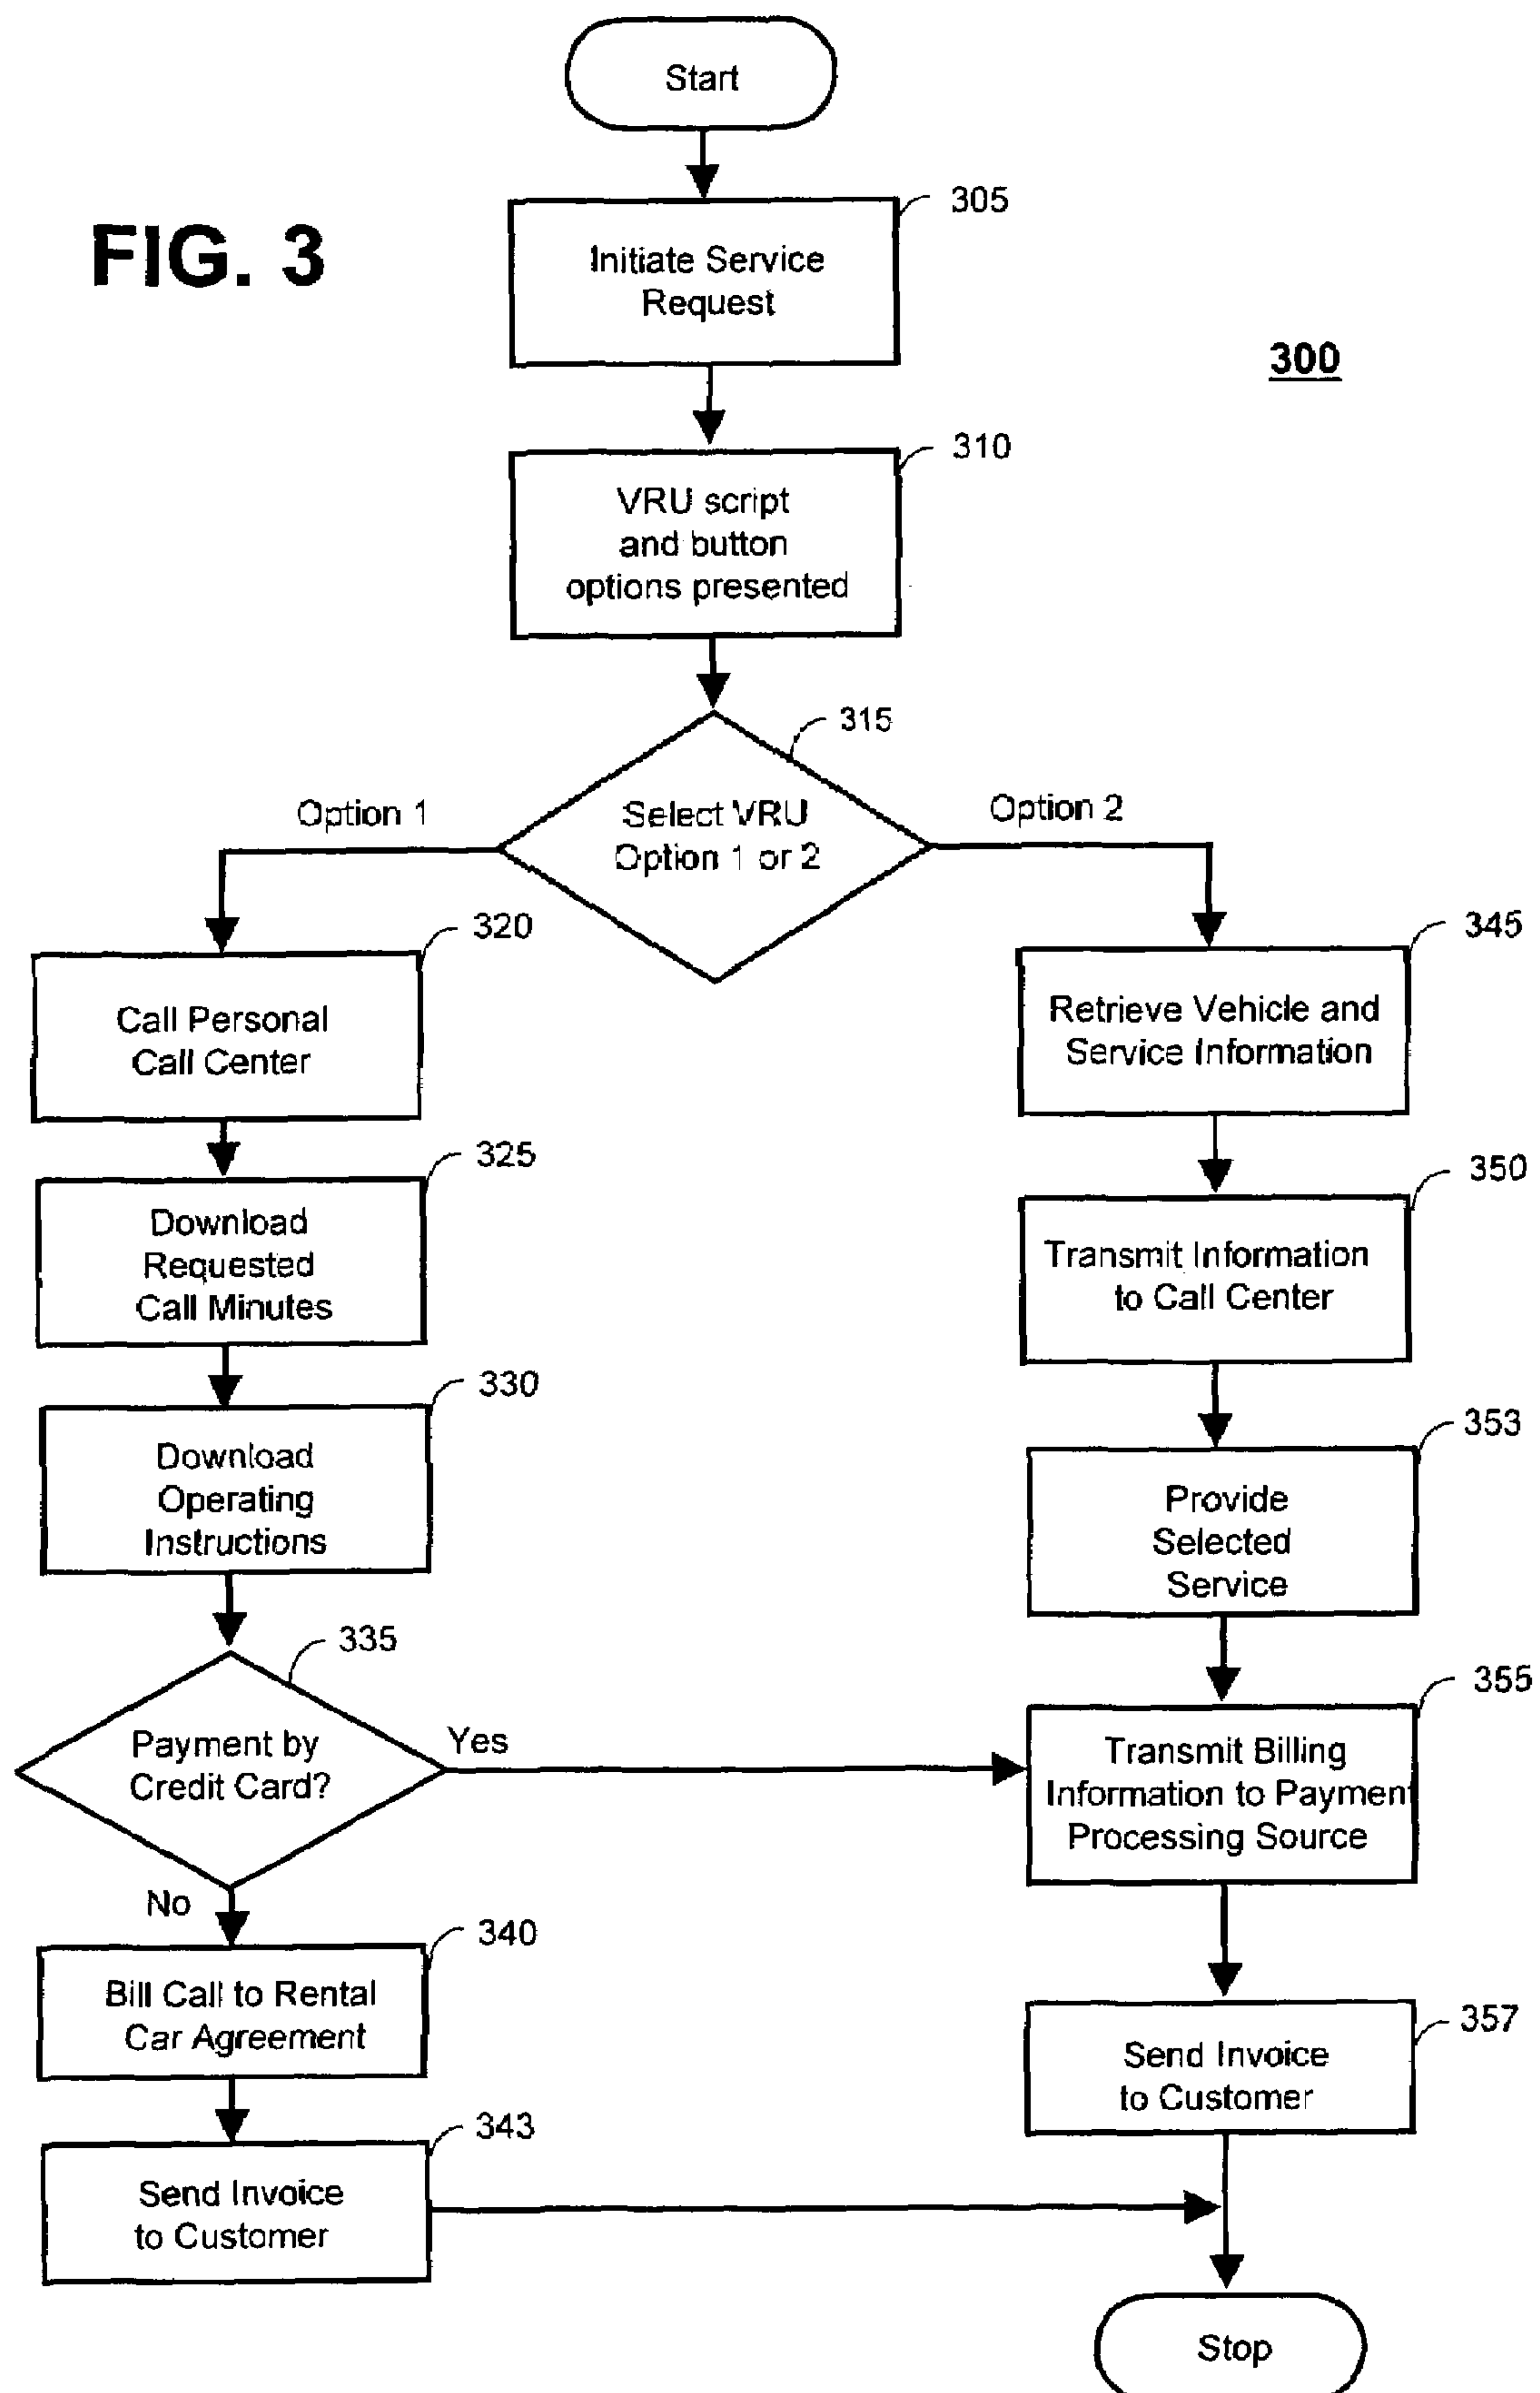 Start
FIG. 3
305
Initiate Service
Request
300
310
VRU script
and button
options presented
315
Select VRU
Option 1 or 2
Option 1
Option 2
320
Call Personal
Call Center
325
Download
Requested
Call Minutes
330
Download
Operating
Instructions
335
Payment by
Credit Card?
Yes
No
340
Bill Call to Rental
Car Agreement
343
Send Invoice
to Customer
345
Retrieve Vehicle and
Service Information
350
Transmit Information
to Call Center
353
Provide
Selected
Service
355
Transmit Billing
Information to Payment
Processing Source
357
Send Invoice
to Customer
Stop